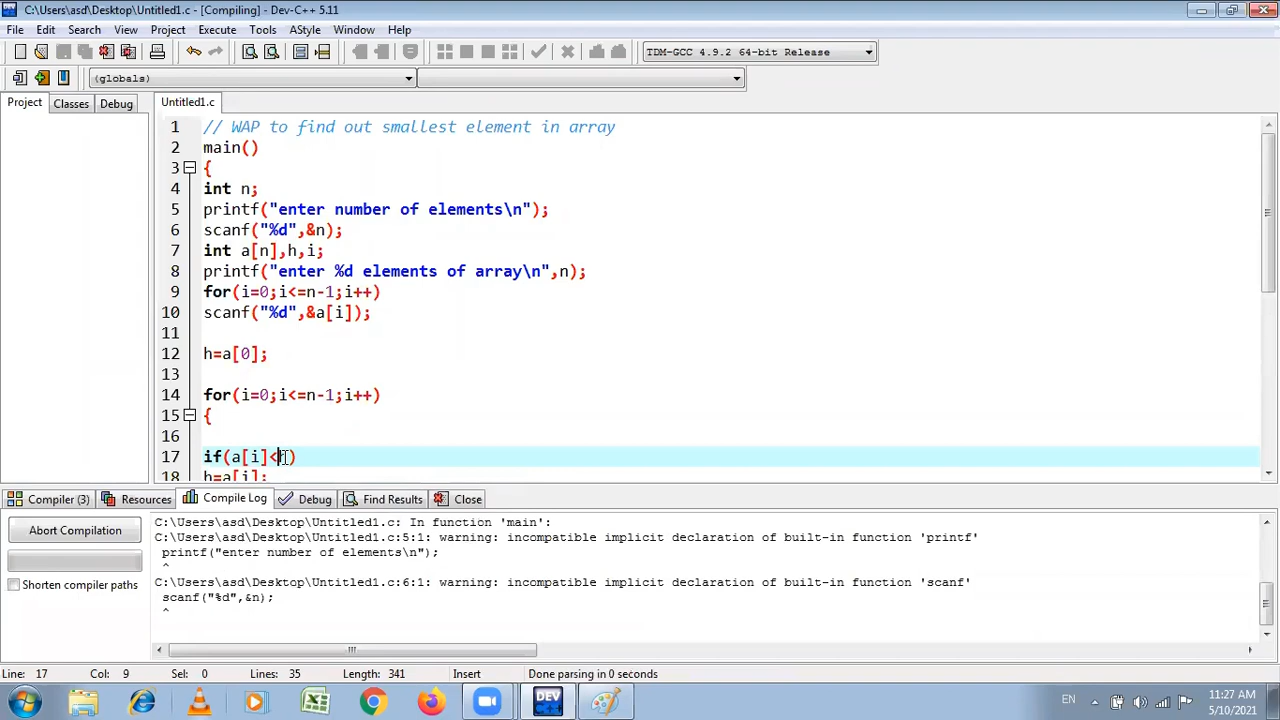 C:\Users\asd\Desktop\Untitled1.c - [Compiling] - Dev-C++ 5.11
File Edit Search View Project Execute Tools AStyle Window Help
TDM-GCC 4.9.2 64-bit Release
(globals)
Project Classes Debug Untitled1.c
1 // WAP to find out smallest element in array
2 main()
3 {
4 int n;
5 printf("enter number of elements\n");
6 scanf("%d",&n);
7 int a[n],h,i;
8 printf("enter %d elements of array\n",n);
9 for(i=0;i<=n-1;i++)
10 scanf("%d",&a[i]);
11
12 h=a[0];
13
14 for(i=0;i<=n-1;i++)
15 {
16
17 if(a[i]<h)
18 h=a[i];
Compiler (3) Resources Compile Log Debug Find Results Close
Abort Compilation
Shorten compiler paths
C:\Users\asd\Desktop\Untitled1.c: In function 'main':
C:\Users\asd\Desktop\Untitled1.c:5:1: warning: incompatible implicit declaration of built-in function 'printf'
printf("enter number of elements\n");
^
C:\Users\asd\Desktop\Untitled1.c:6:1: warning: incompatible implicit declaration of built-in function 'scanf'
scanf("%d",&n);
^
Line: 17 Col: 9 Sel: 0 Lines: 35 Length: 341 Insert Done parsing in 0 seconds
DEV
EN
11:27 AM
5/10/2021